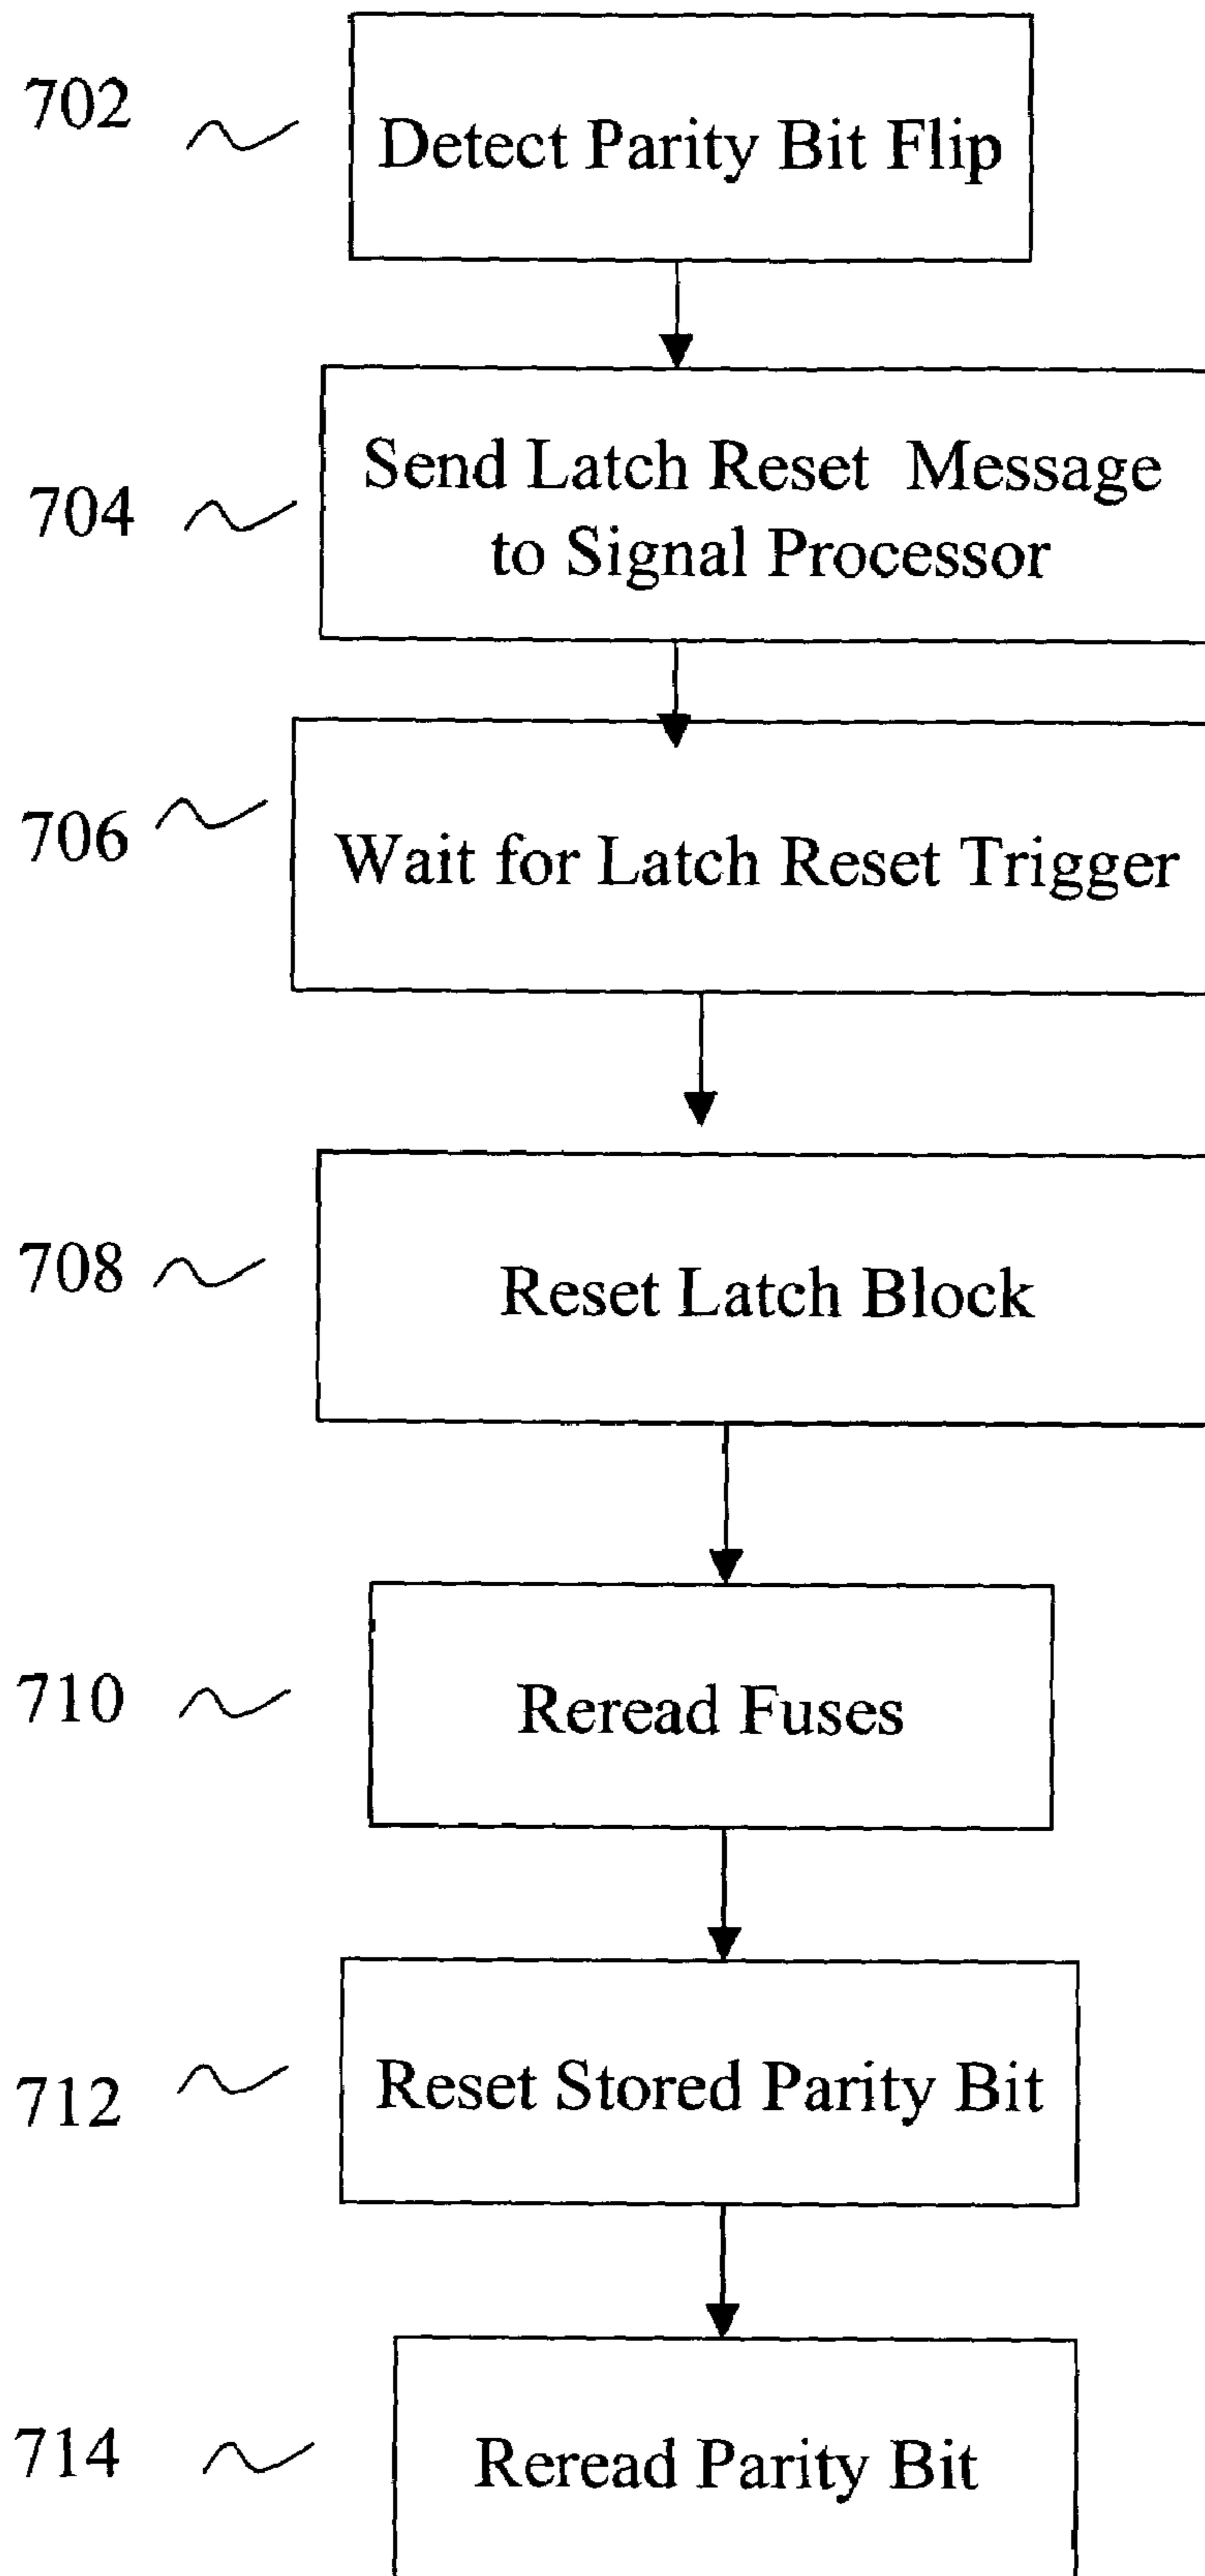 702
Detect Parity Bit Flip
704
Send Latch Reset Message
to Signal Processor
706
Wait for Latch Reset Trigger
708
Reset Latch Block
710
Reread Fuses
712
Reset Stored Parity Bit
714
Reread Parity Bit